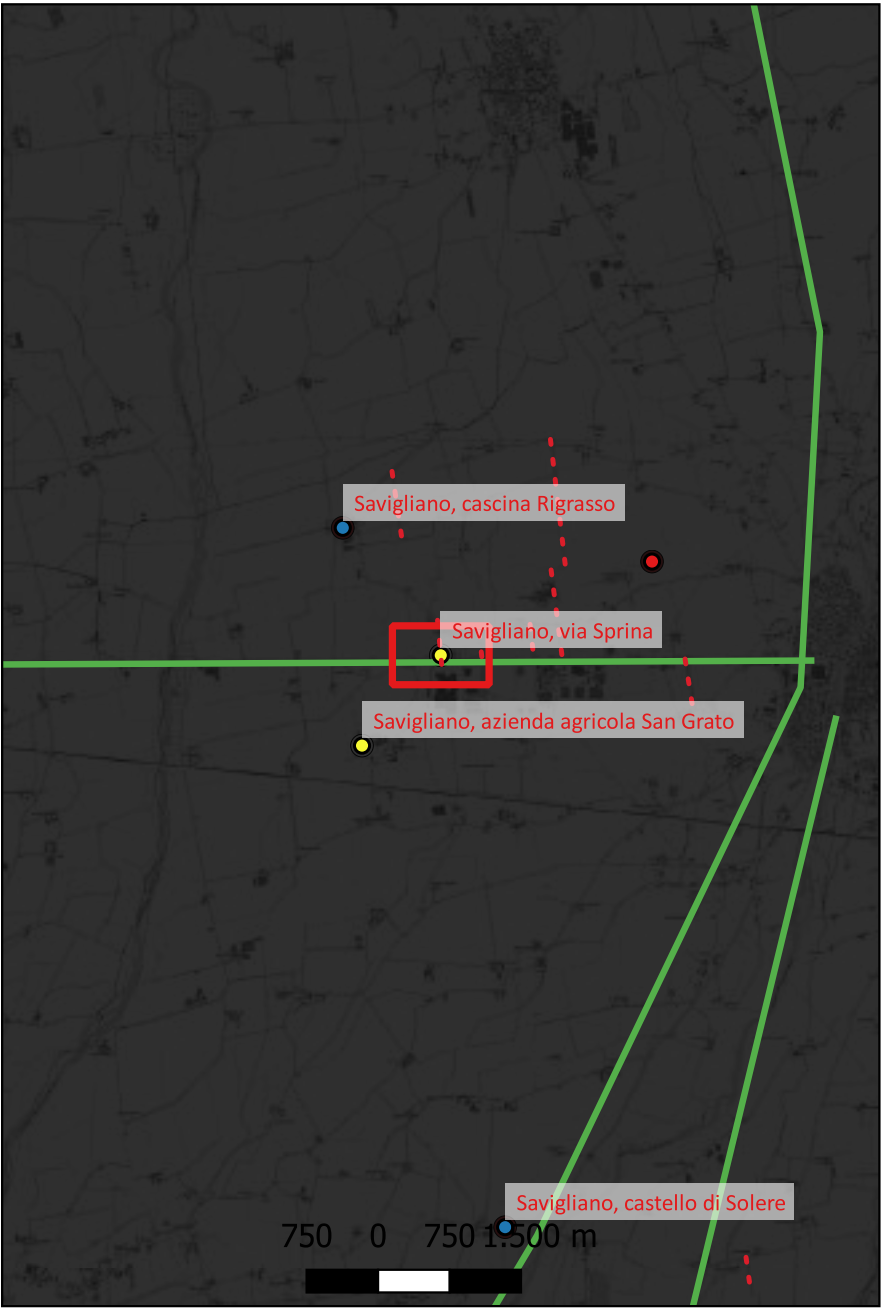 Savigliano, cascina Rigrasso
Savigliano, via Sprina
Savigliano, azienda agricola San Grato
Savigliano, castello di Solere
750 0 750 1.500 m